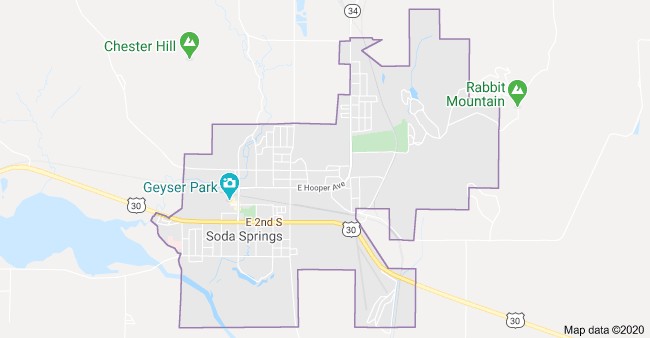 34
Chester Hill
Rabbit
Mountain
Geyser Park
E Hooper Ave
30
E 2nd S
30
Soda Springs
30
Map data ©2020